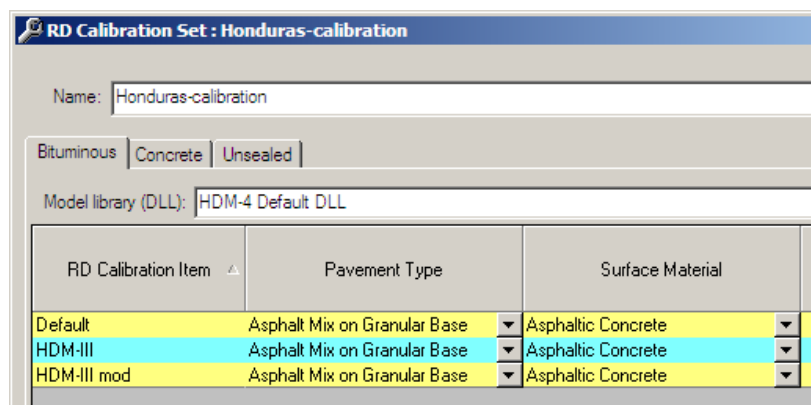 RD Calibration Set : Honduras-calibration
Name: Honduras-calibration
Bituminous Concrete Unsealed
Model library (DLL): HDM-4 Default DLL
RD Calibration Item Pavement Type Surface Material
Default Asphalt Mix on Granular Base Asphaltic Concrete
HDM-III Asphalt Mix on Granular Base Asphaltic Concrete
HDM-III mod Asphalt Mix on Granular Base Asphaltic Concrete